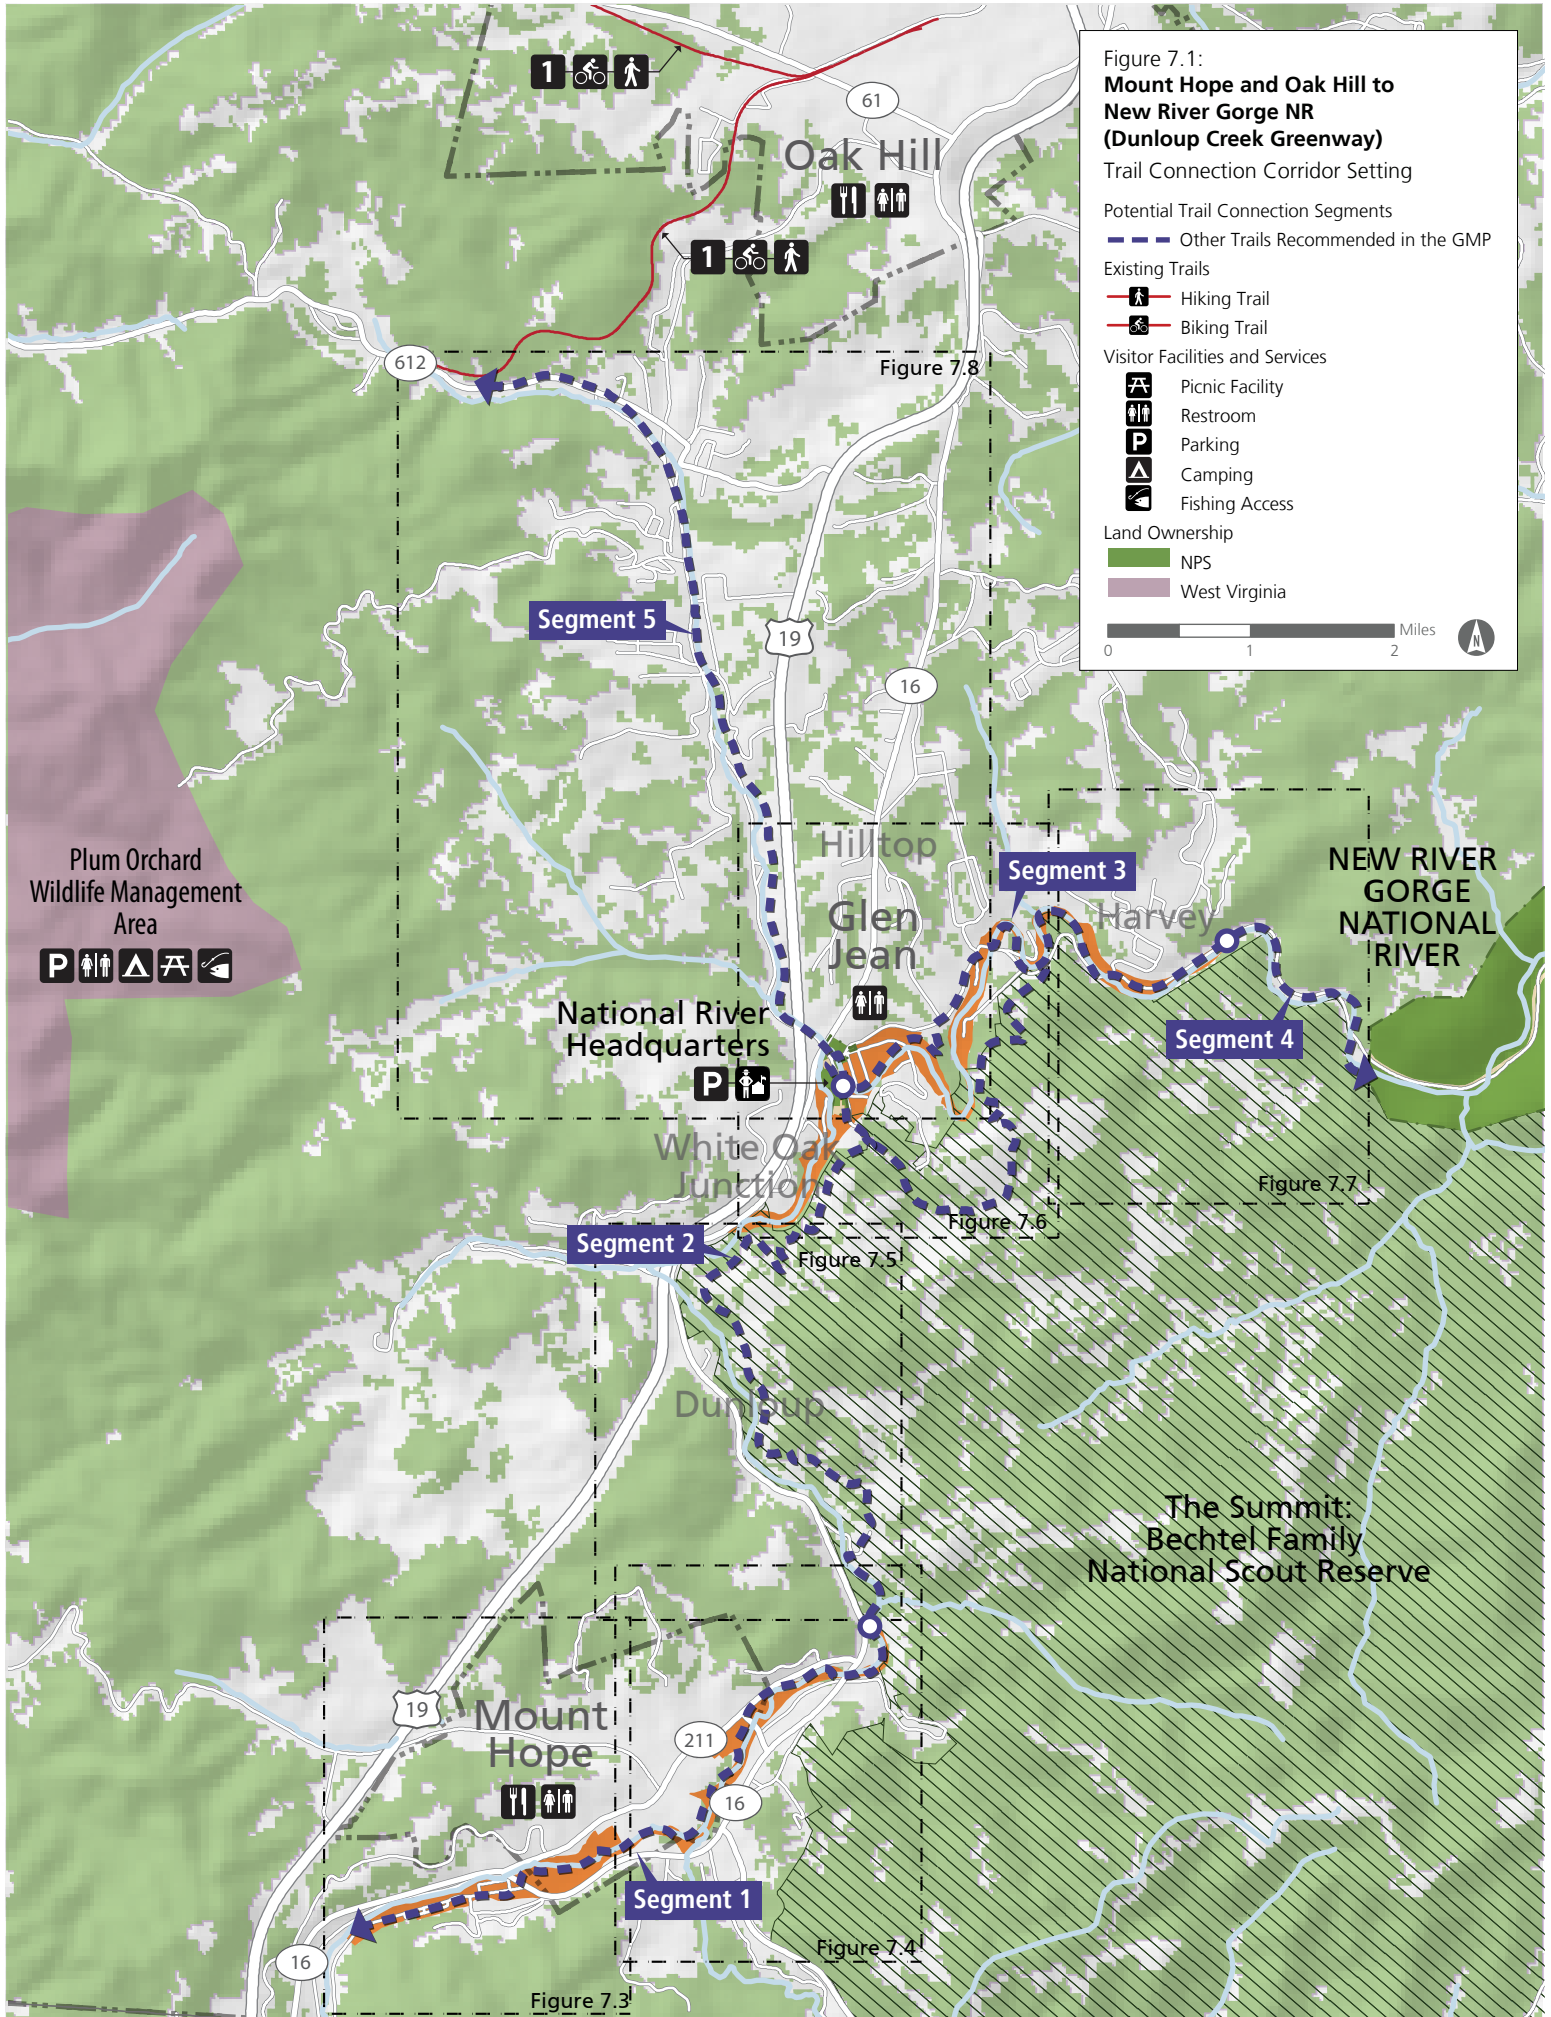 Figure 7.1:
Mount Hope and Oak Hill to
New River Gorge NR
(Dunloup Creek Greenway)
Trail Connection Corridor Setting
Potential Trail Connection Segments
Other Trails Recommended in the GMP
Existing Trails
Hiking Trail
Biking Trail
Visitor Facilities and Services
Picnic Facility
Restroom
P Parking
Camping
Fishing Access
Land Ownership
NPS
West Virginia
Miles
0 1 2
N
1
61
Oak Hill
1
612
Figure 7.8
Segment 5
19
16
Hilltop
Segment 3
Plum Orchard
Wildlife Management
Area
P
Glen
Jean
Harvey
NEW RIVER
GORGE
NATIONAL
RIVER
National River
Headquarters
P
Segment 4
White Oak
Junction
Figure 7.7
Figure 7.6
Segment 2
Figure 7.5
Dunloup
The Summit:
Bechtel Family
National Scout Reserve
19
Mount
Hope
211
16
Segment 1
Figure 7.4
16
Figure 7.3